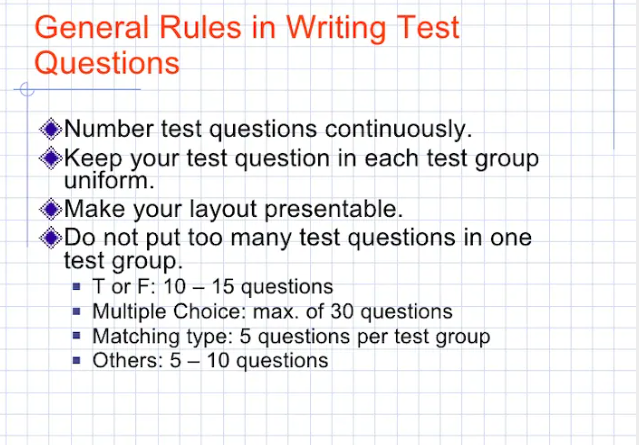 General Rules in Writing Test
Questions
Number test questions continuously.
Keep your test question in each test group
uniform.
Make your layout presentable.
Do not put too many test questions in one
test group.
T or F: 10 – 15 questions
Multiple Choice: max. of 30 questions
Matching type: 5 questions per test group
Others: 5 – 10 questions